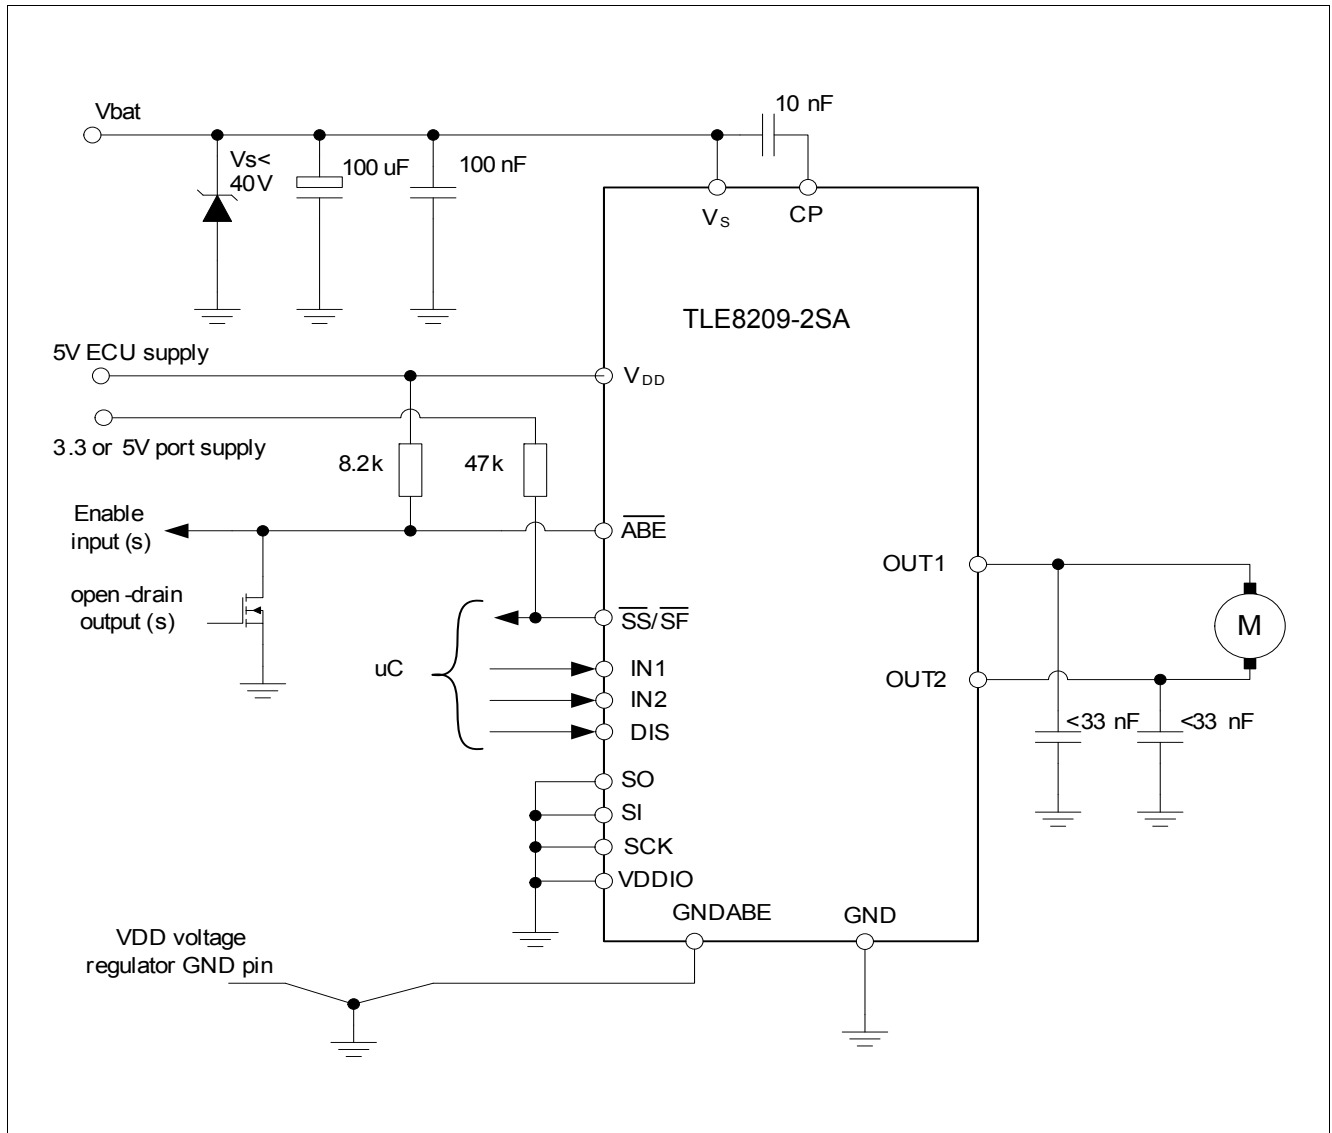 Vbat
10 nF
Vs<
40V
100 uF
100 nF
VS
CP
TLE8209-2SA
5V ECU supply
VDD
3.3 or 5V port supply
8.2k
47k
Enable
input (s)
ABE
open-drain
output (s)
SS/SF
uC
IN1
IN2
DIS
OUT1
OUT2
M
<33 nF
<33 nF
SO
SI
SCK
VDDIO
GNDABE
GND
VDD voltage
regulator GND pin